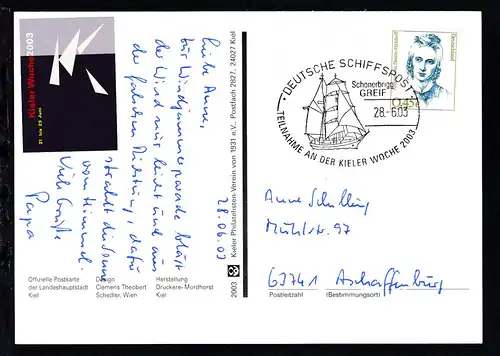 Kieler Woche 2003
21. bis 29. Juni
Liebe Anne,
zur Windjammerparade bläst
der Wind nur leicht und aus
der falschen Richtung, dafür
strahlt die Sonne
vom Himmel
Viel Grüße
Papa
28.06.03
Offizielle Postkarte
der Landeshauptstadt
Kiel
Design
Clemens Theobert
Schedler, Wien
Herstellung
Druckerei Mordhorst
Kiel
Kieler Philatelisten-Verein von 1931 e.V., Postfach 2827, 24027 Kiel
2003
DEUTSCHE SCHIFFSPOST
Schonerbrigg
GREIF
28.-6.03
TEILNAHME AN DER KIELER WOCHE 2003
Deutschland
0,45
Anne Schilling
Mühlstr. 97
63741 Aschaffenburg
Postleitzahl (Bestimmungsort)